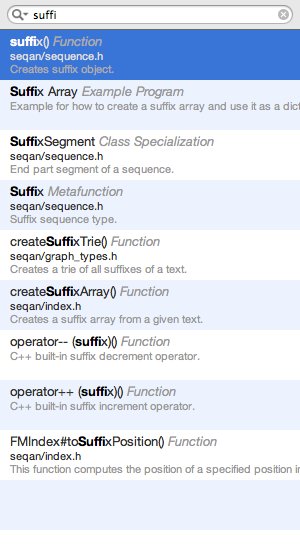 suffi
suffix() Function
seqan/sequence.h
Creates suffix object.
Suffix Array Example Program
Example for how to create a suffix array and use it as a dict
SuffixSegment Class Specialization
seqan/sequence.h
End part segment of a sequence.
Suffix Metafunction
seqan/sequence.h
Suffix sequence type.
createSuffixTrie() Function
seqan/graph_types.h
Creates a trie of all suffixes of a text.
createSuffixArray() Function
seqan/index.h
Creates a suffix array from a given text.
operator-- (suffix)() Function
C++ built-in suffix decrement operator.
operator++ (suffix)() Function
C++ built-in suffix increment operator.
FMIndex#toSuffixPosition() Function
seqan/index.h
This function computes the position of a specified position in